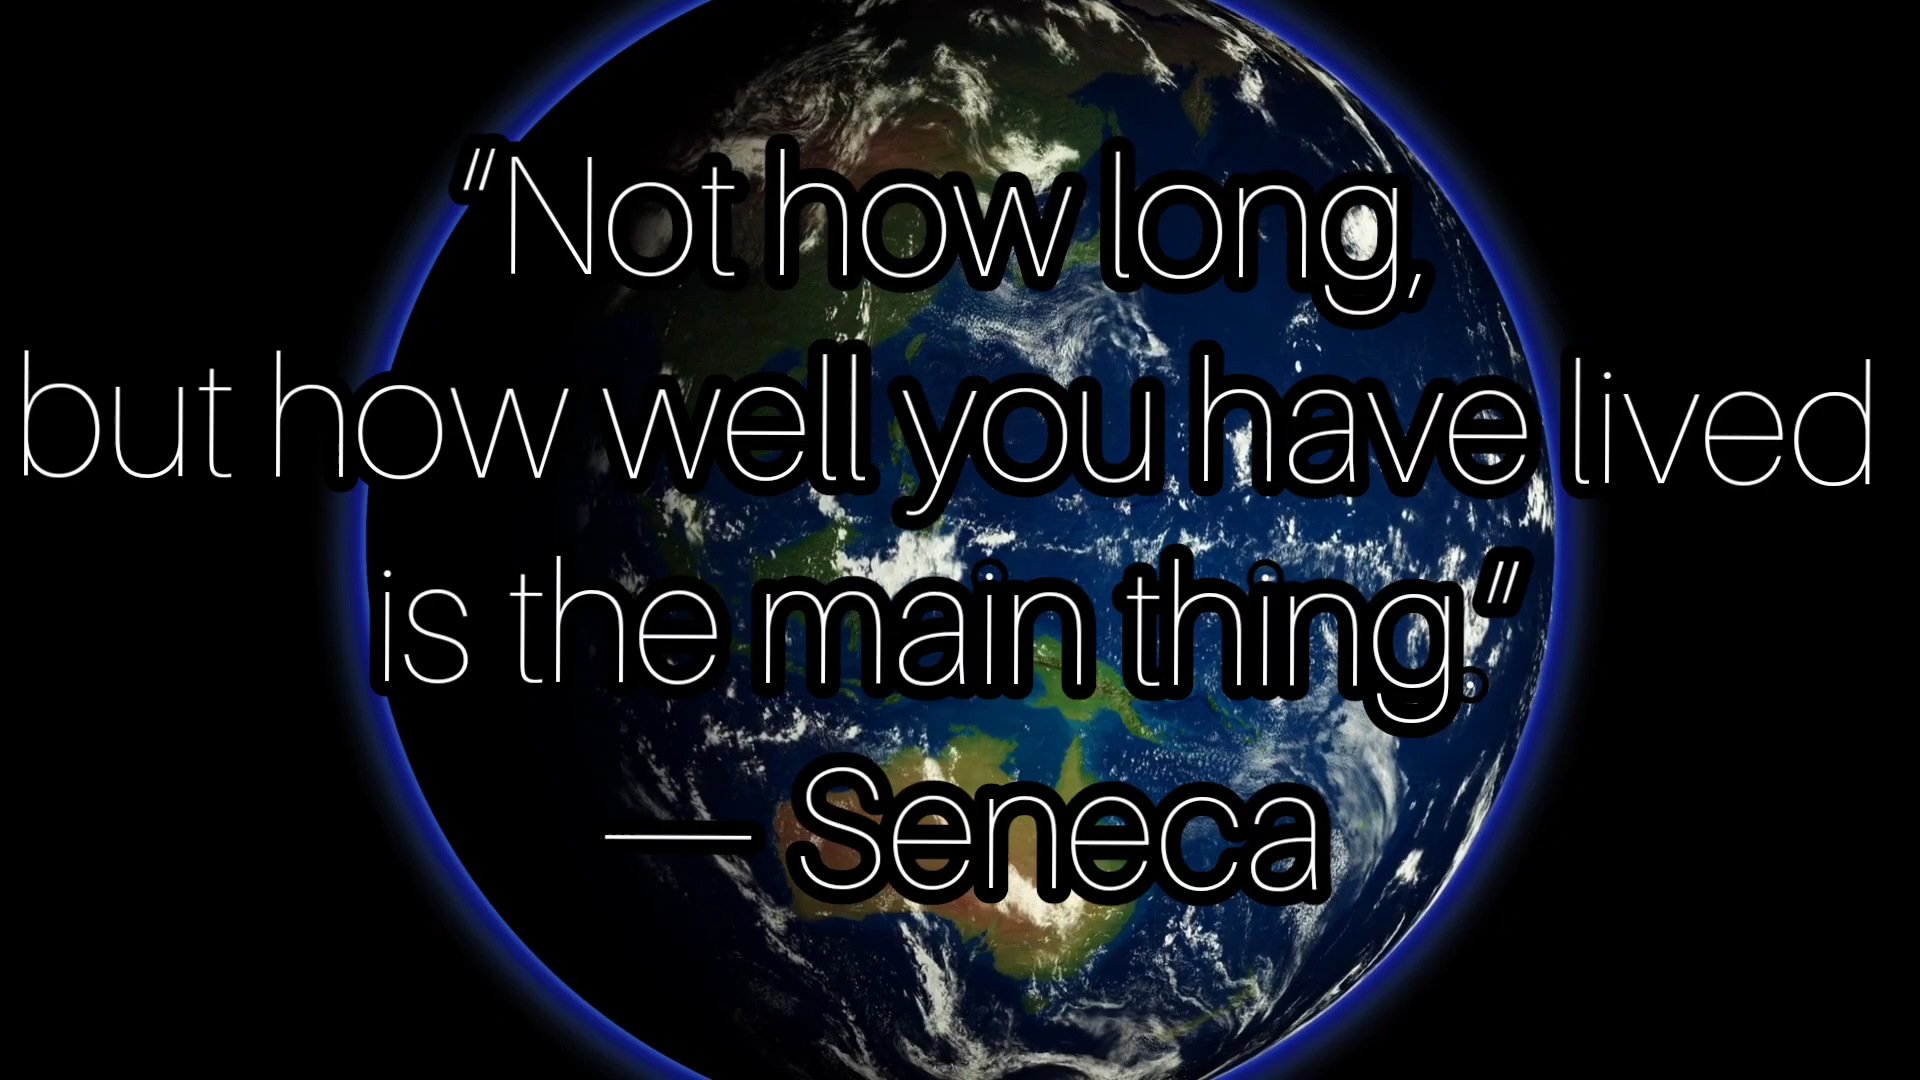 "Not how long,
but how well you have lived
is the main thing."
— Seneca